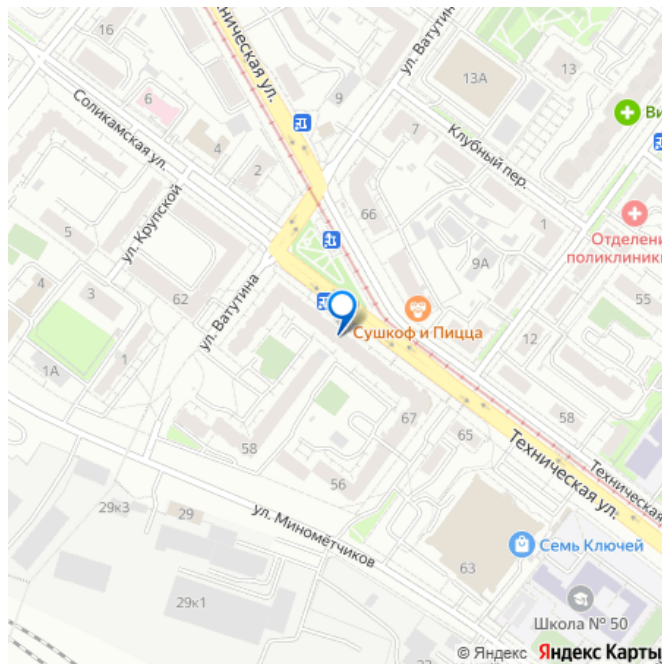 16
ническая ул.
ул. Ватутина
13А
13
6
9
Ви
Соликамская ул.
4
7
Клубный пер.
2
ул. Крупской
66
1
Отделени
поликлиники
5
9А
4
3
62
ул. Ватутина
55
Сушкоф и Пицца
12
1
1А
67
58
65
58
Техническая ул.
Техническая
56
29к3
29
ул. Миномётчиков
Семь Ключей
63
29к1
Школа № 50
© Яндекс Яндекс Карты